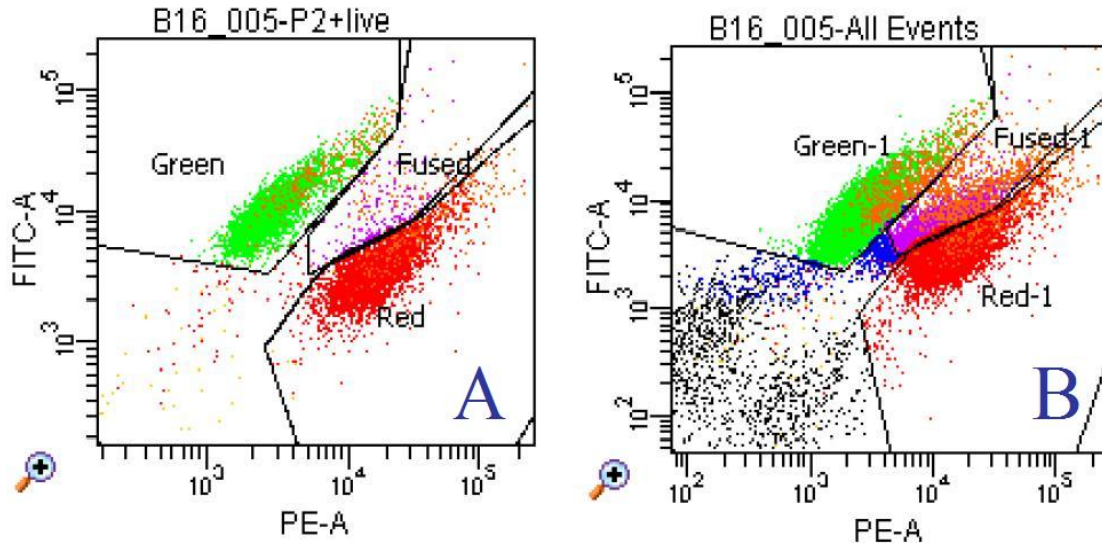 B16_005-P2+live
FITC-A
10^5
10^4
10^3
Green
Fused
Red
A
10^3 10^4 10^5
PE-A
B16_005-All Events
FITC-A
10^5
10^4
10^3
10^2
Green-1
Fused-1
Red-1
B
10^2 10^3 10^4 10^5
PE-A